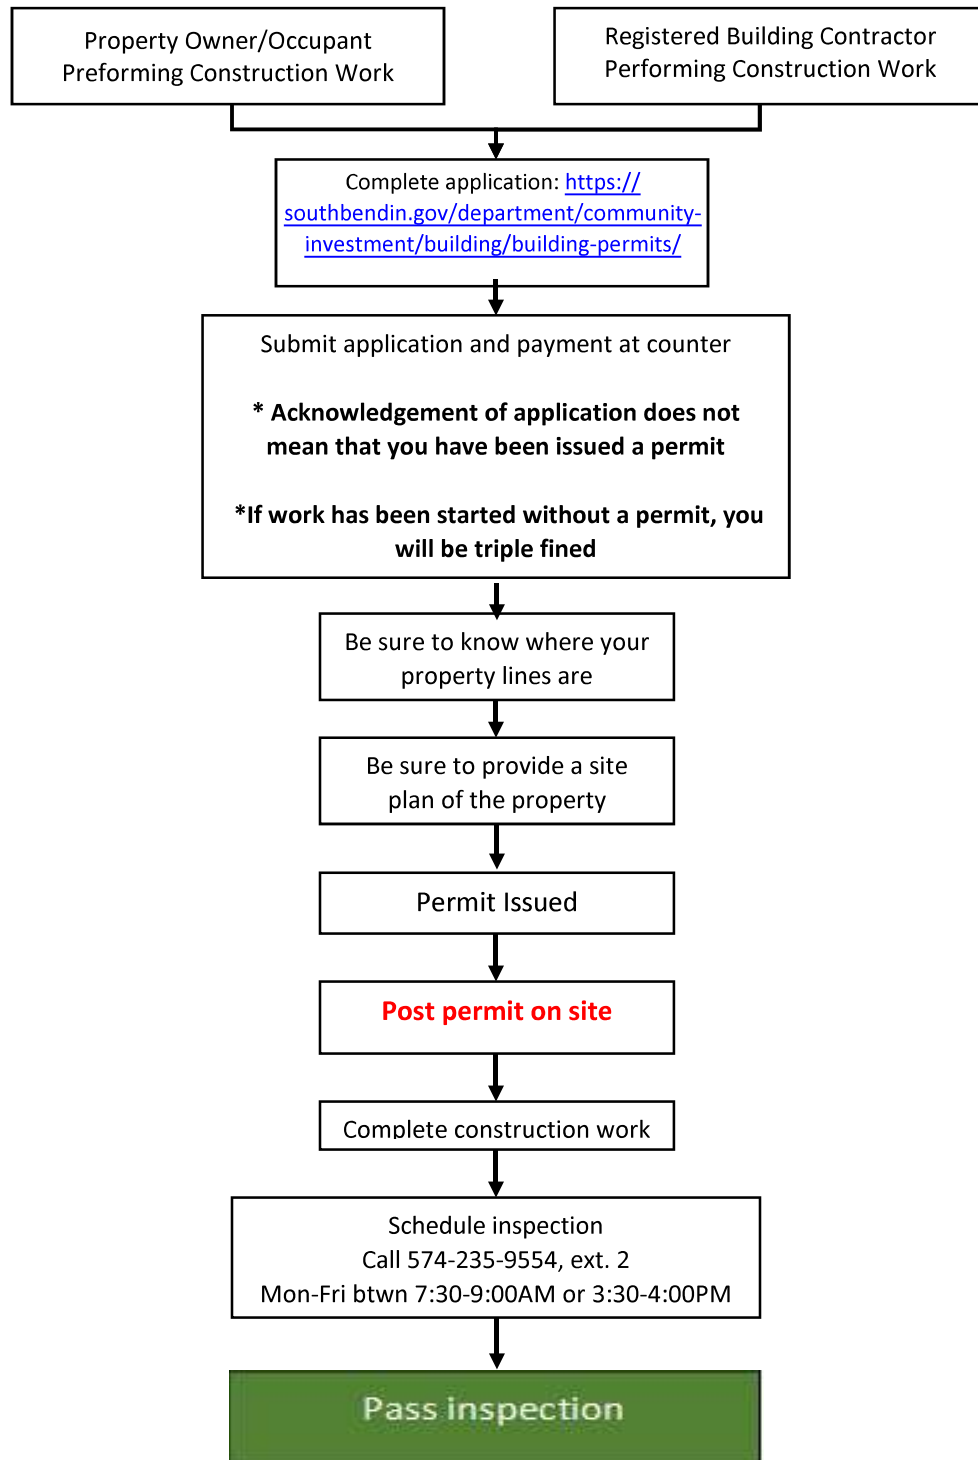 Property Owner/Occupant
Preforming Construction Work
Registered Building Contractor
Performing Construction Work
Complete application: https://
southbendin.gov/department/community-
investment/building/building-permits/
Submit application and payment at counter
* Acknowledgement of application does not
mean that you have been issued a permit
*If work has been started without a permit, you
will be triple fined
Be sure to know where your
property lines are
Be sure to provide a site
plan of the property
Permit Issued
Post permit on site
Complete construction work
Schedule inspection
Call 574-235-9554, ext. 2
Mon-Fri btwn 7:30-9:00AM or 3:30-4:00PM
Pass inspection